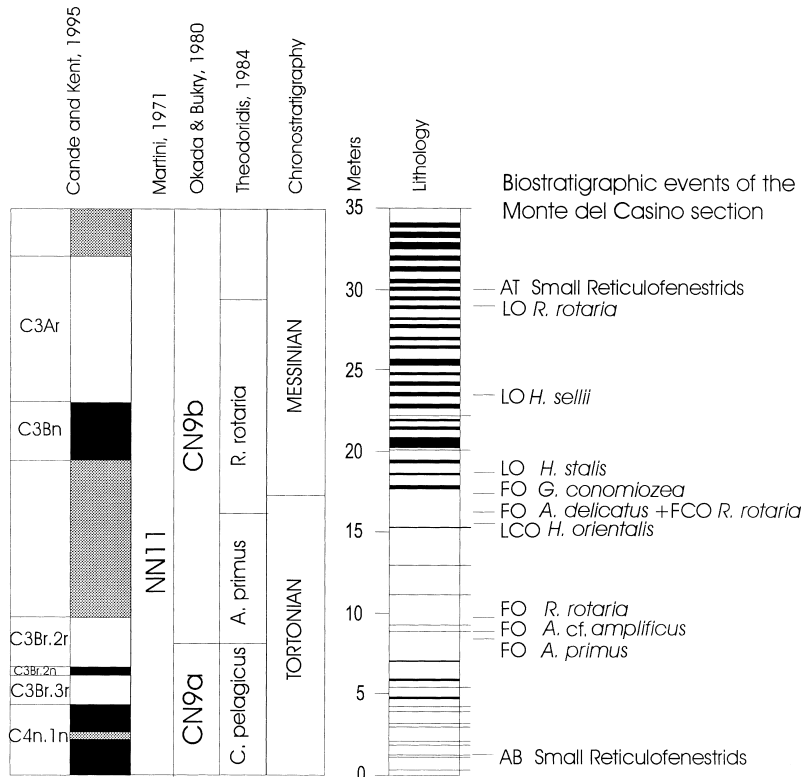 Cande and Kent, 1995
Martini, 1971
Okada & Bukry, 1980
Theodoridis, 1984
Chronostratigraphy
Meters
Lithology
Biostratigraphic events of the
Monte del Casino section
C3Ar
C3Bn
C3Br.2r
C3Br.2n
C3Br.3r
C4n.1n
NN11
CN9b
CN9a
R. rotaria
A. primus
C. pelagicus
MESSINIAN
TORTONIAN
35
30
25
20
15
10
5
0
AT Small Reticulofenestrids
LO R. rotaria
LO H. sellii
LO H. stalis
FO G. conomiozea
FO A. delicatus +FCO R. rotaria
LCO H. orientalis
FO R. rotaria
FO A. cf. amplificus
FO A. primus
AB Small Reticulofenestrids